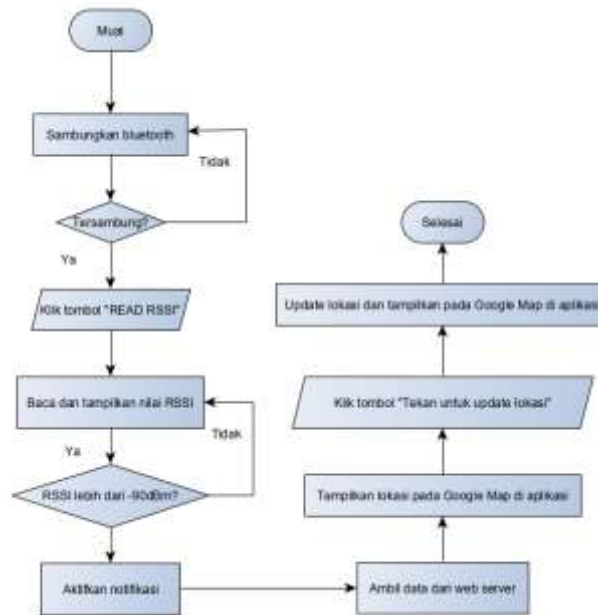 Mulai
Sambungkan bluetooth
Tidak
Tersambung?
Ya
Klik tombol "READ RSSI"
Baca dan tampilkan nilai RSSI
Tidak
Ya
RSSI lebih dari -90dBm?
Aktifkan notifikasi
Ambil data dari web server
Tampilkan lokasi pada Google Map di aplikasi
Klik tombol "Tekan untuk update lokasi"
Update lokasi dan tampilkan pada Google Map di aplikasi
Selesai